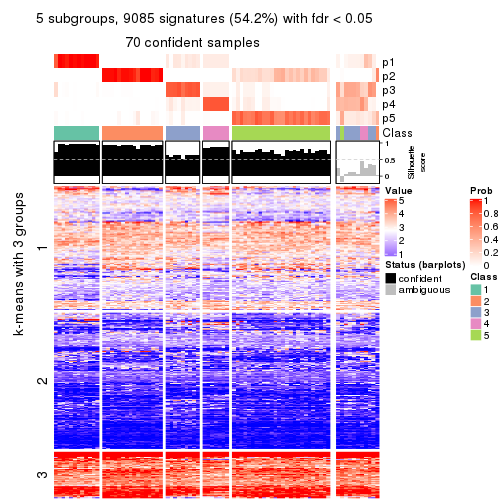 5 subgroups, 9085 signatures (54.2%) with fdr < 0.05
70 confident samples
p1
p2
p3
p4
p5
Class
1
0.5
0
Silhouette
score
k-means with 3 groups
1
2
3
Value
5
4
3
2
1
Status (barplots)
confident
ambiguous
Prob
1
0.8
0.6
0.4
0.2
0
Class
1
2
3
4
5